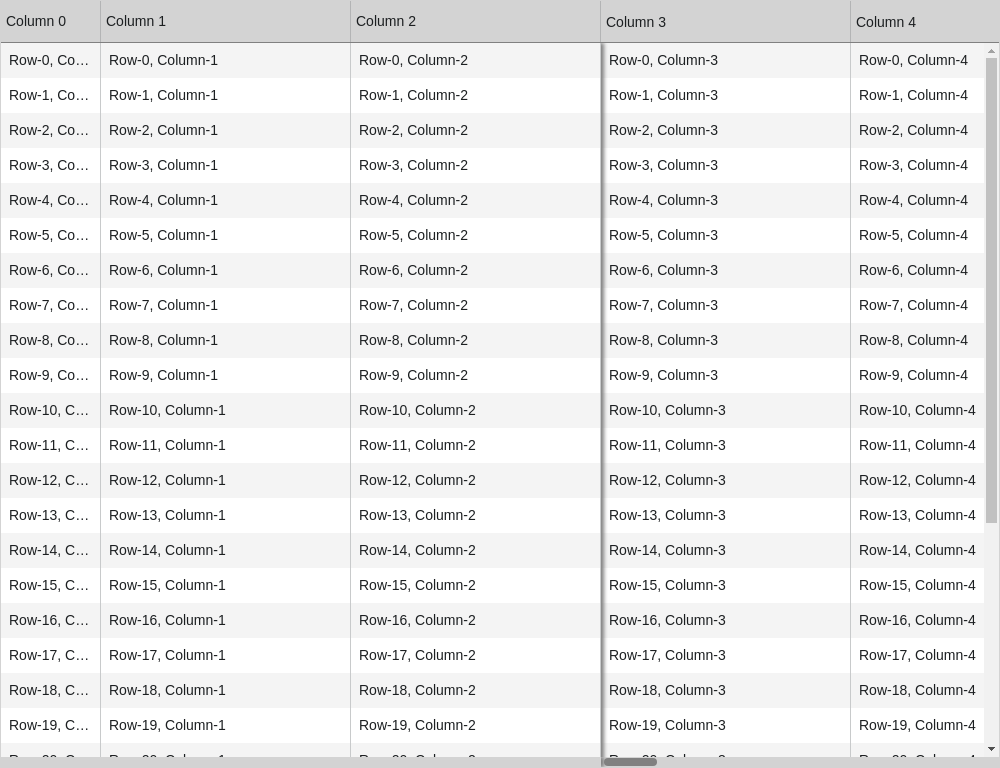 Column 0 Column 1 Column 2 Column 3 Column 4
Row-0, Co… Row-0, Column-1 Row-0, Column-2 Row-0, Column-3 Row-0, Column-4
Row-1, Co… Row-1, Column-1 Row-1, Column-2 Row-1, Column-3 Row-1, Column-4
Row-2, Co… Row-2, Column-1 Row-2, Column-2 Row-2, Column-3 Row-2, Column-4
Row-3, Co… Row-3, Column-1 Row-3, Column-2 Row-3, Column-3 Row-3, Column-4
Row-4, Co… Row-4, Column-1 Row-4, Column-2 Row-4, Column-3 Row-4, Column-4
Row-5, Co… Row-5, Column-1 Row-5, Column-2 Row-5, Column-3 Row-5, Column-4
Row-6, Co… Row-6, Column-1 Row-6, Column-2 Row-6, Column-3 Row-6, Column-4
Row-7, Co… Row-7, Column-1 Row-7, Column-2 Row-7, Column-3 Row-7, Column-4
Row-8, Co… Row-8, Column-1 Row-8, Column-2 Row-8, Column-3 Row-8, Column-4
Row-9, Co… Row-9, Column-1 Row-9, Column-2 Row-9, Column-3 Row-9, Column-4
Row-10, C… Row-10, Column-1 Row-10, Column-2 Row-10, Column-3 Row-10, Column-4
Row-11, C… Row-11, Column-1 Row-11, Column-2 Row-11, Column-3 Row-11, Column-4
Row-12, C… Row-12, Column-1 Row-12, Column-2 Row-12, Column-3 Row-12, Column-4
Row-13, C… Row-13, Column-1 Row-13, Column-2 Row-13, Column-3 Row-13, Column-4
Row-14, C… Row-14, Column-1 Row-14, Column-2 Row-14, Column-3 Row-14, Column-4
Row-15, C… Row-15, Column-1 Row-15, Column-2 Row-15, Column-3 Row-15, Column-4
Row-16, C… Row-16, Column-1 Row-16, Column-2 Row-16, Column-3 Row-16, Column-4
Row-17, C… Row-17, Column-1 Row-17, Column-2 Row-17, Column-3 Row-17, Column-4
Row-18, C… Row-18, Column-1 Row-18, Column-2 Row-18, Column-3 Row-18, Column-4
Row-19, C… Row-19, Column-1 Row-19, Column-2 Row-19, Column-3 Row-19, Column-4